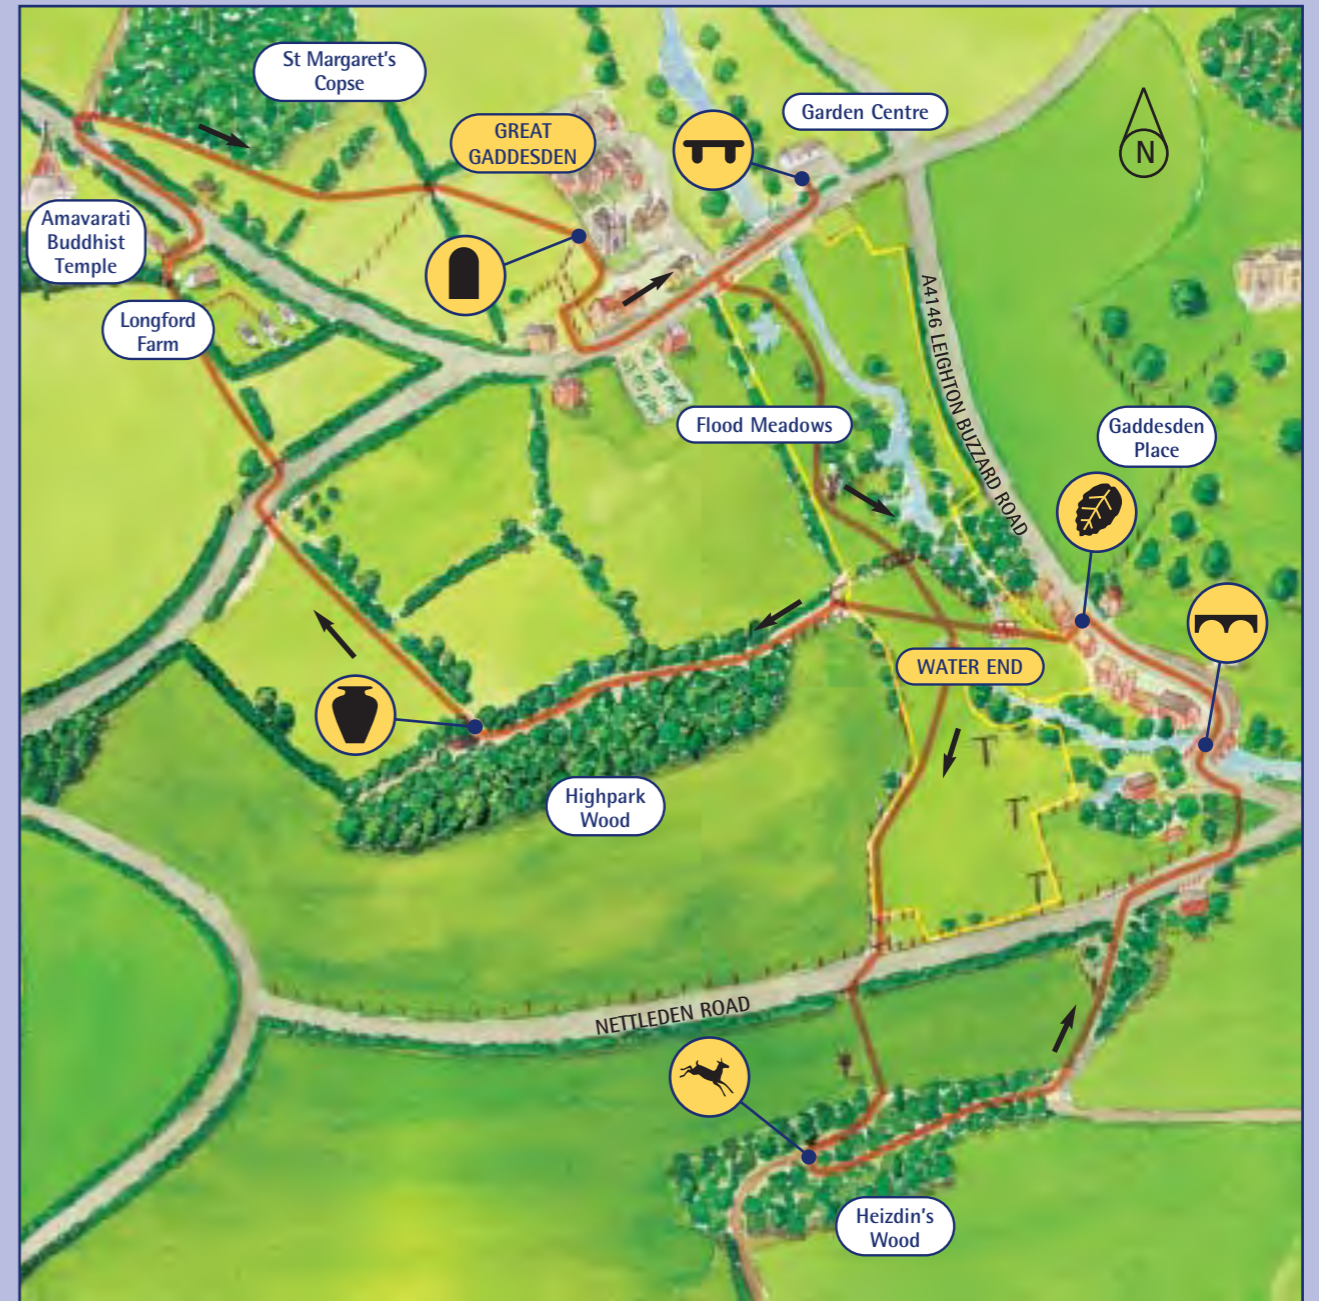 St Margaret's
Copse
GREAT
GADDESDEN
Garden Centre
N
Amavarati
Buddhist
Temple
Longford
Farm
A4146 LEIGHTON BUZZARD ROAD
Flood Meadows
Gaddesden
Place
WATER END
Highpark
Wood
NETTLEDEN ROAD
Heizdin's
Wood